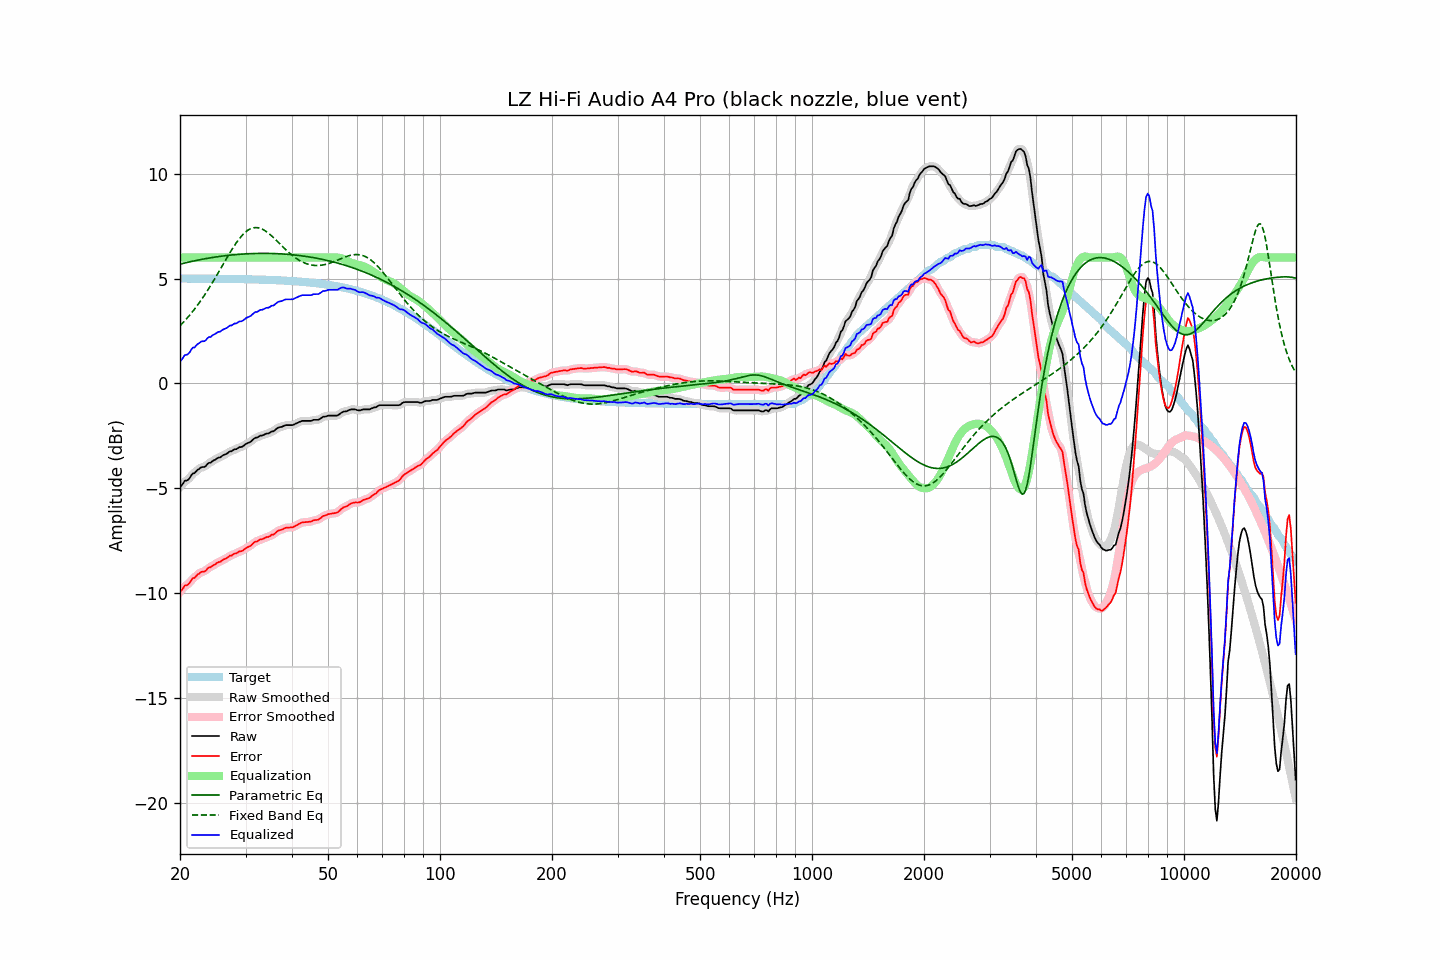 LZ Hi-Fi Audio A4 Pro (black nozzle, blue vent)
Amplitude (dBr)
10
5
0
−5
−10
−15
−20
Target
Raw Smoothed
Error Smoothed
Raw
Error
Equalization
Parametric Eq
Fixed Band Eq
Equalized
20 50 100 200 500 1000 2000 5000 10000 20000
Frequency (Hz)